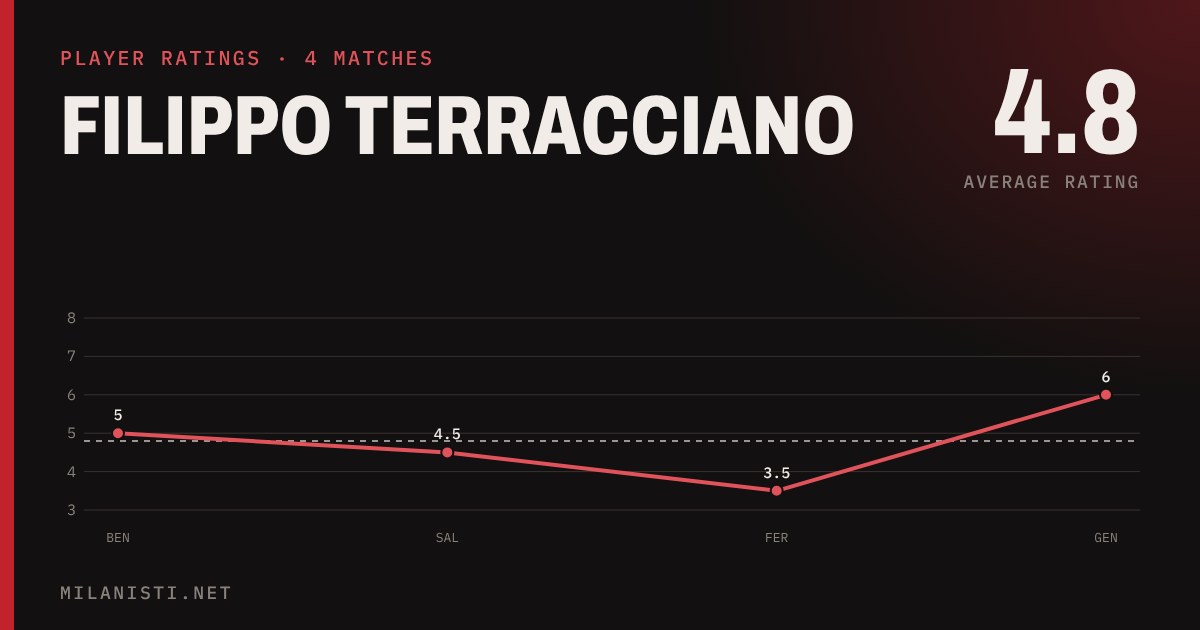 PLAYER RATINGS · 4 MATCHES
FILIPPO TERRACCIANO
4.8
AVERAGE RATING
8
7
6
5
4
3
5
4.5
3.5
6
BEN SAL FER GEN
MILANISTI.NET